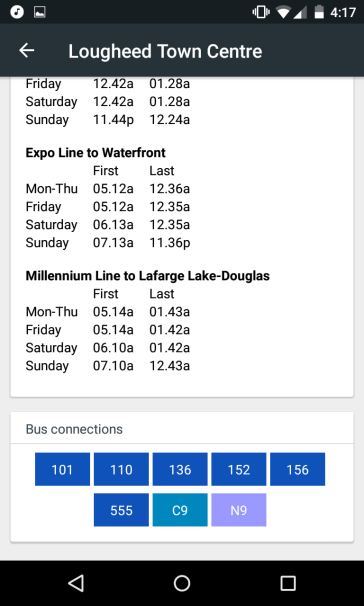 4:17
Lougheed Town Centre
Friday 12.42a 01.28a
Saturday 12.42a 01.28a
Sunday 11.44p 12.24a
Expo Line to Waterfront
First Last
Mon-Thu 05.12a 12.36a
Friday 05.12a 12.35a
Saturday 06.13a 12.35a
Sunday 07.13a 11.36p
Millennium Line to Lafarge Lake-Douglas
First Last
Mon-Thu 05.14a 01.43a
Friday 05.14a 01.42a
Saturday 06.10a 01.42a
Sunday 07.10a 12.43a
Bus connections
101 110 136 152 156
555 C9 N9